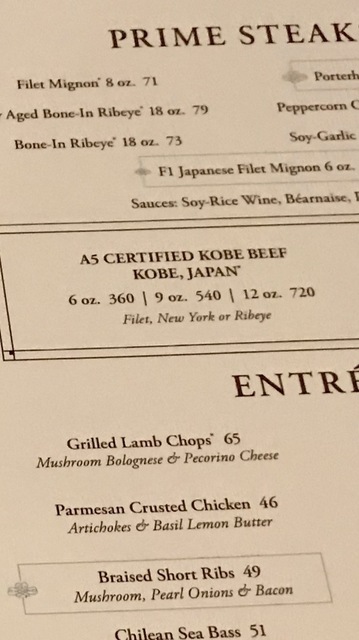 PRIME STEAK
Filet Mignon* 8 oz. 71
Aged Bone-In Ribeye* 18 oz. 79
Bone-In Ribeye* 18 oz. 73
Peppercorn
Soy-Garlic
F1 Japanese Filet Mignon 6 oz.
Sauces: Soy-Rice Wine, Béarnaise,
A5 CERTIFIED KOBE BEEF
KOBE, JAPAN*
6 oz. 360 | 9 oz. 540 | 12 oz. 720
Filet, New York or Ribeye
ENTRÉ
Grilled Lamb Chops* 65
Mushroom Bolognese & Pecorino Cheese
Parmesan Crusted Chicken 46
Artichokes & Basil Lemon Butter
Braised Short Ribs 49
Mushroom, Pearl Onions & Bacon
Chilean Sea Bass 51